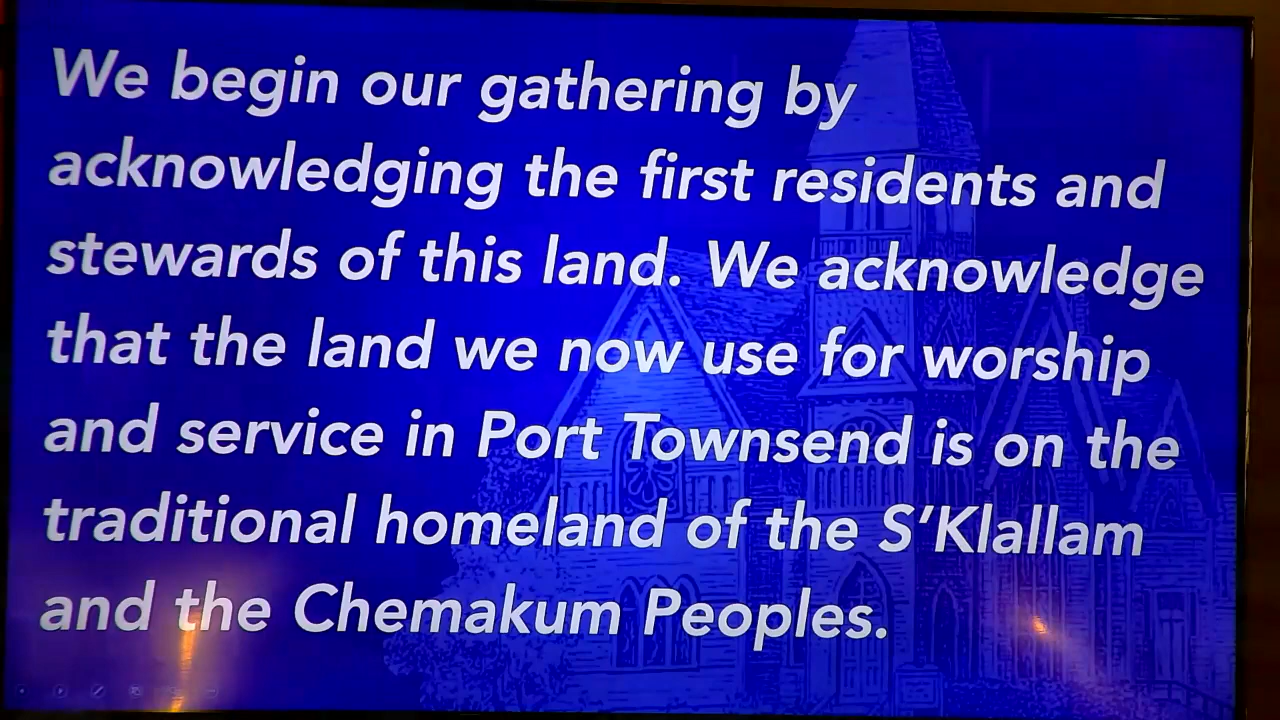 We begin our gathering by
acknowledging the first residents and
stewards of this land. We acknowledge
that the land we now use for worship
and service in Port Townsend is on the
traditional homeland of the S'Klallam
and the Chemakum Peoples.